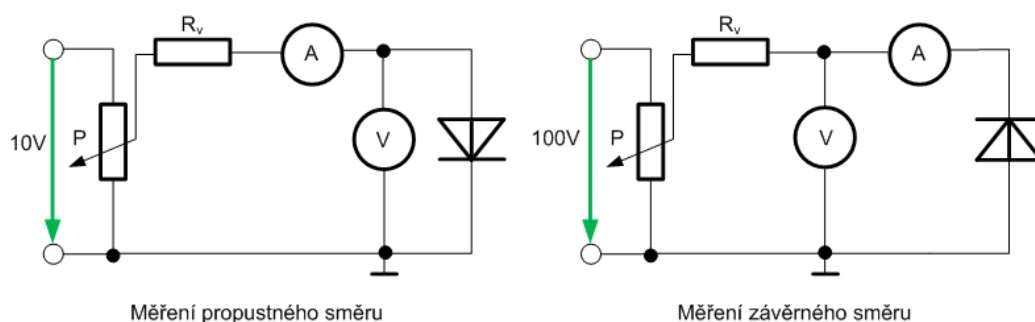 Rv
A
10V
P
V
Měření propustného směru
Rv
A
100V
P
V
Měření závěrného směru